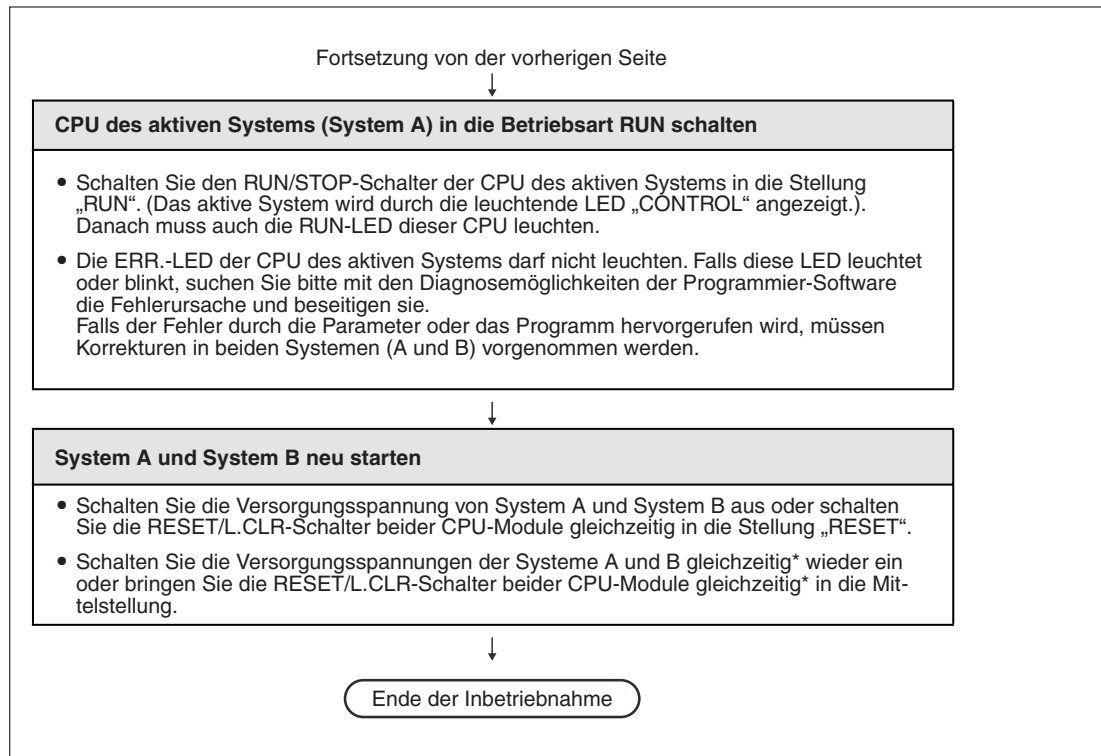 Fortsetzung von der vorherigen Seite
CPU des aktiven Systems (System A) in die Betriebsart RUN schalten
● Schalten Sie den RUN/STOP-Schalter der CPU des aktiven Systems in die Stellung
„RUN“. (Das aktive System wird durch die leuchtende LED „CONTROL“ angezeigt.).
Danach muss auch die RUN-LED dieser CPU leuchten.
● Die ERR.-LED der CPU des aktiven Systems darf nicht leuchten. Falls diese LED leuchtet
oder blinkt, suchen Sie bitte mit den Diagnosemöglichkeiten der Programmier-Software
die Fehlerursache und beseitigen sie.
Falls der Fehler durch die Parameter oder das Programm hervorgerufen wird, müssen
Korrekturen in beiden Systemen (A und B) vorgenommen werden.
System A und System B neu starten
● Schalten Sie die Versorgungsspannung von System A und System B aus oder schalten
Sie die RESET/L.CLR-Schalter beider CPU-Module gleichzeitig in die Stellung „RESET“.
● Schalten Sie die Versorgungsspannungen der Systeme A und B gleichzeitig* wieder ein
oder bringen Sie die RESET/L.CLR-Schalter beider CPU-Module gleichzeitig* in die Mit-
telstellung.
Ende der Inbetriebnahme